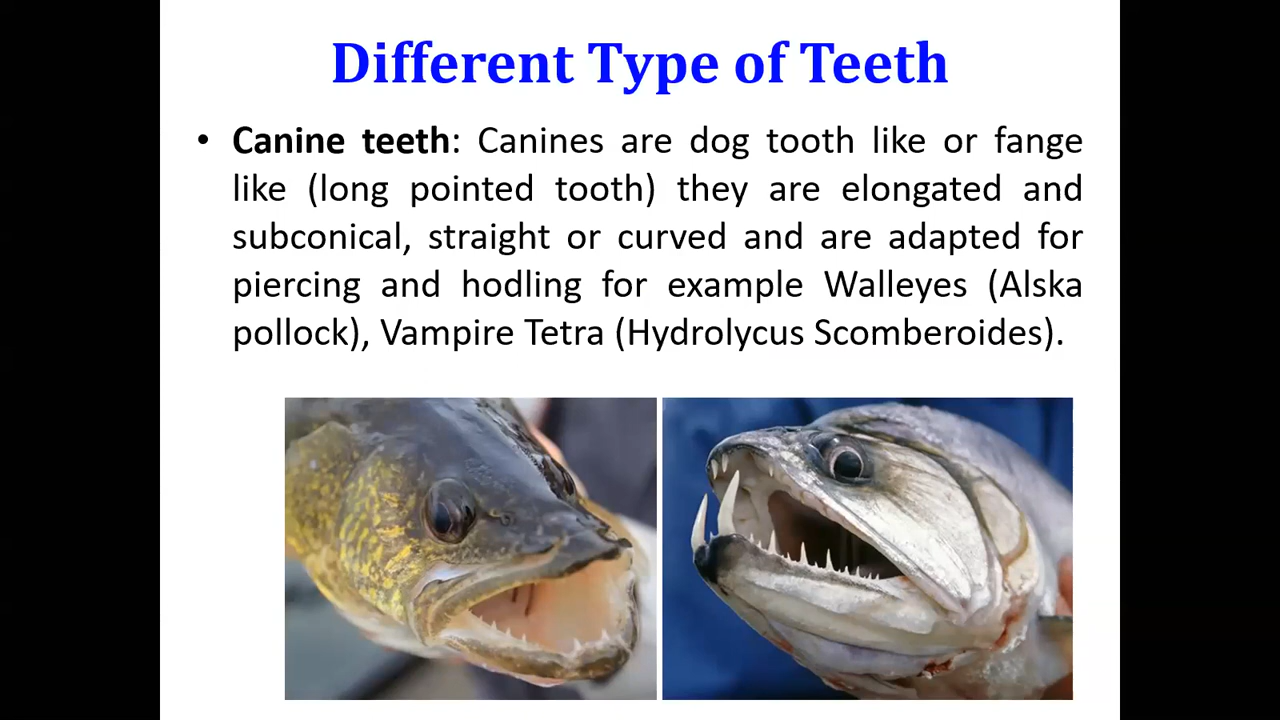 Different Type of Teeth
• Canine teeth: Canines are dog tooth like or fange
like (long pointed tooth) they are elongated and
subconical, straight or curved and are adapted for
piercing and hodling for example Walleyes (Alska
pollock), Vampire Tetra (Hydrolycus Scomberoides).